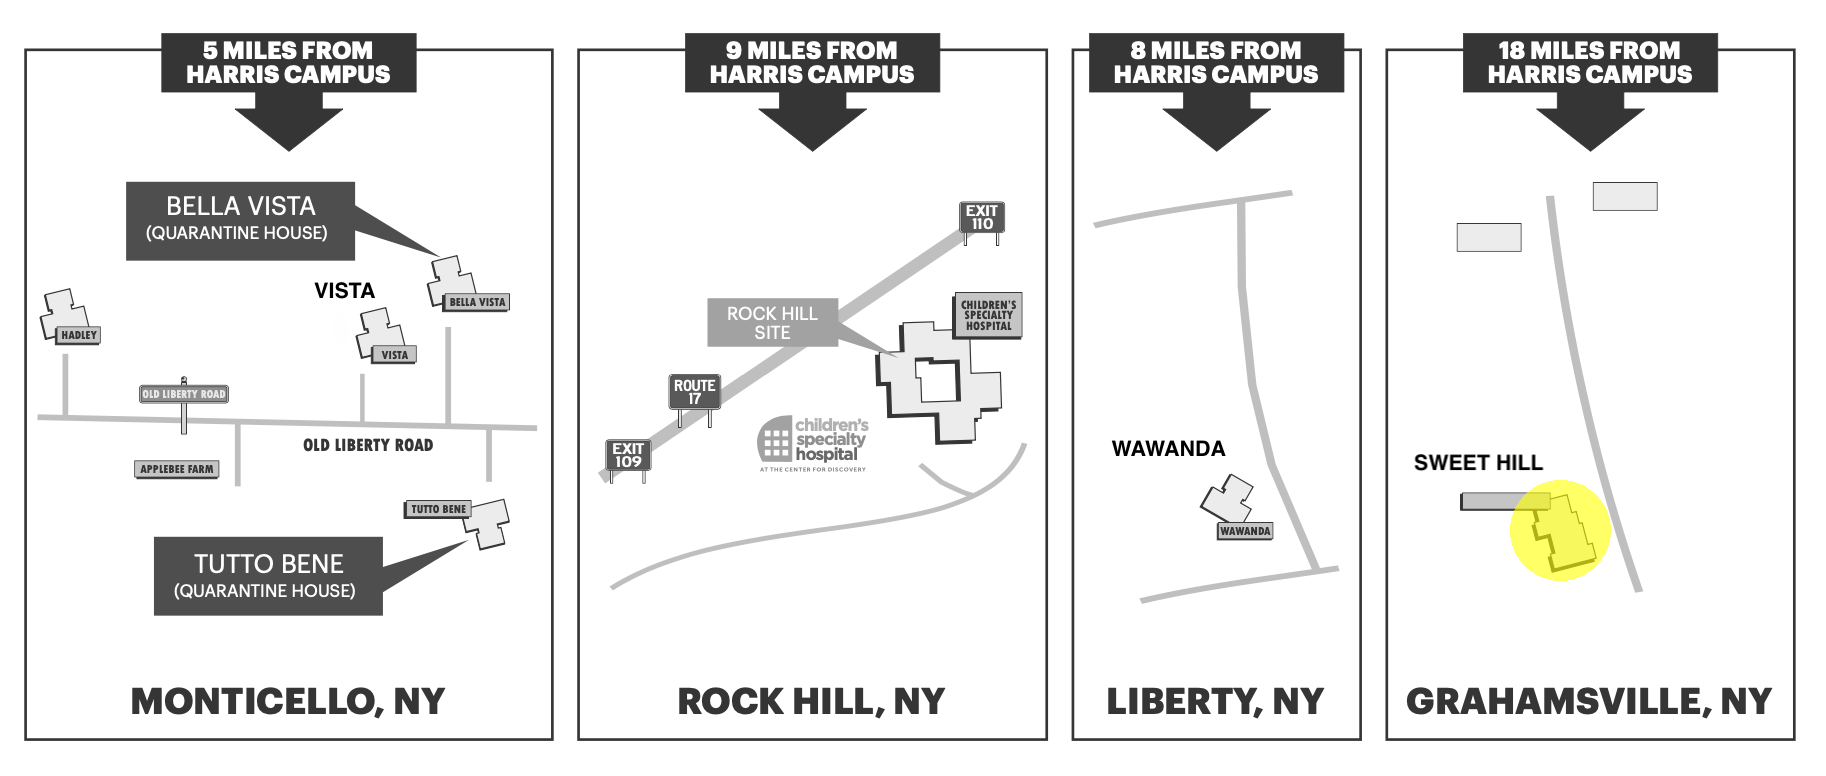 5 MILES FROM
HARRIS CAMPUS
BELLA VISTA
(QUARANTINE HOUSE)
VISTA
BELLA VISTA
HADLEY
VISTA
OLD LIBERTY ROAD
OLD LIBERTY ROAD
APPLEBEE FARM
TUTTO BENE
TUTTO BENE
(QUARANTINE HOUSE)
MONTICELLO, NY
9 MILES FROM
HARRIS CAMPUS
EXIT
110
ROCK HILL
SITE
CHILDREN'S
SPECIALTY
HOSPITAL
ROUTE
17
EXIT
109
children's
specialty
hospital
AT THE CENTER FOR DISCOVERY
ROCK HILL, NY
8 MILES FROM
HARRIS CAMPUS
WAWANDA
WAWANDA
LIBERTY, NY
18 MILES FROM
HARRIS CAMPUS
SWEET HILL
GRAHAMSVILLE, NY